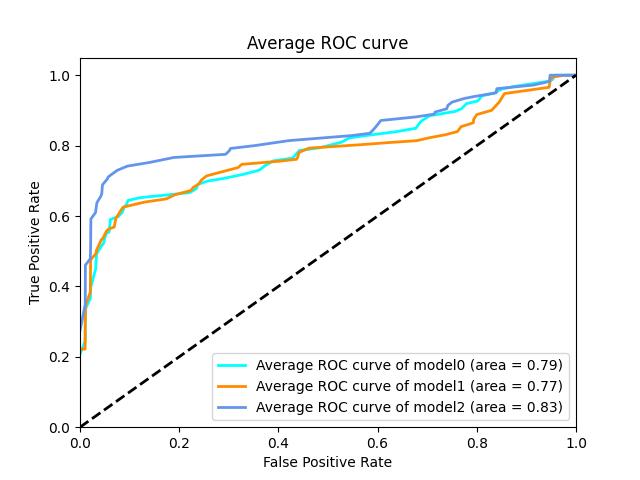 Average ROC curve
True Positive Rate
1.0
0.8
0.6
0.4
0.2
0.0
Average ROC curve of model0 (area = 0.79)
Average ROC curve of model1 (area = 0.77)
Average ROC curve of model2 (area = 0.83)
0.0 0.2 0.4 0.6 0.8 1.0
False Positive Rate